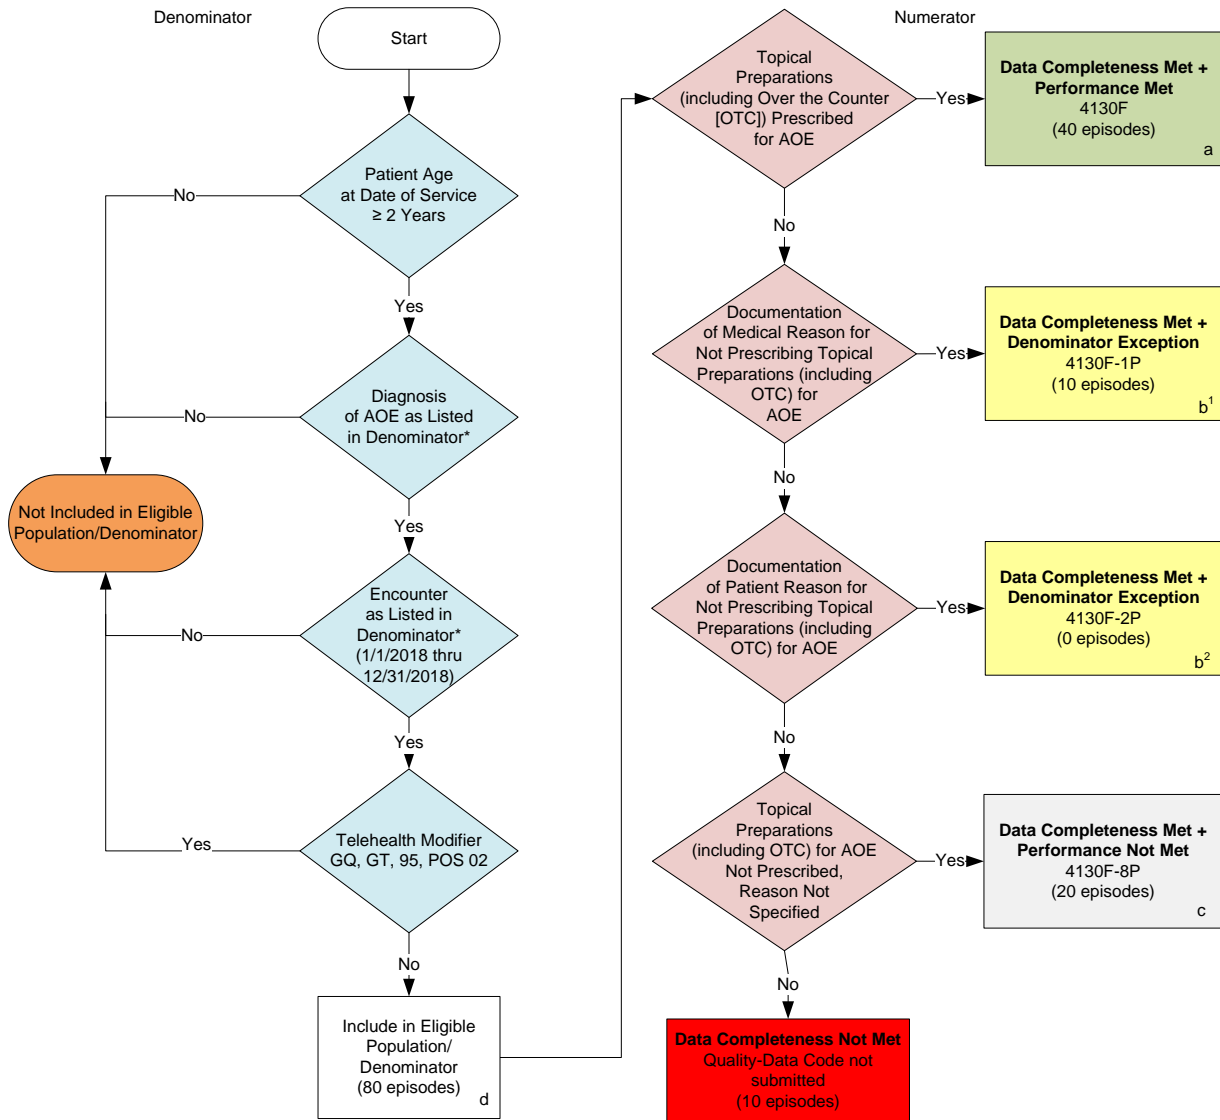 Denominator
Start
Patient Age
at Date of Service
≥ 2 Years
No
Yes
Diagnosis
of AOE as Listed
in Denominator*
No
Not Included in Eligible
Population/Denominator
Yes
Encounter
as Listed in
Denominator*
(1/1/2018 thru
12/31/2018)
No
Yes
Telehealth Modifier
GQ, GT, 95, POS 02
Yes
No
Include in Eligible
Population/
Denominator
(80 episodes)
d
Numerator
Topical
Preparations
(including Over the Counter
[OTC]) Prescribed
for AOE
Yes
Data Completeness Met +
Performance Met
4130F
(40 episodes)
a
No
Documentation
of Medical Reason for
Not Prescribing Topical
Preparations (including
OTC) for
AOE
Yes
Data Completeness Met +
Denominator Exception
4130F-1P
(10 episodes)
b¹
No
Documentation
of Patient Reason for
Not Prescribing Topical
Preparations (including
OTC) for AOE
Yes
Data Completeness Met +
Denominator Exception
4130F-2P
(0 episodes)
b²
No
Topical
Preparations
(including OTC) for AOE
Not Prescribed,
Reason Not
Specified
Yes
Data Completeness Met +
Performance Not Met
4130F-8P
(20 episodes)
c
No
Data Completeness Not Met
Quality-Data Code not
submitted
(10 episodes)